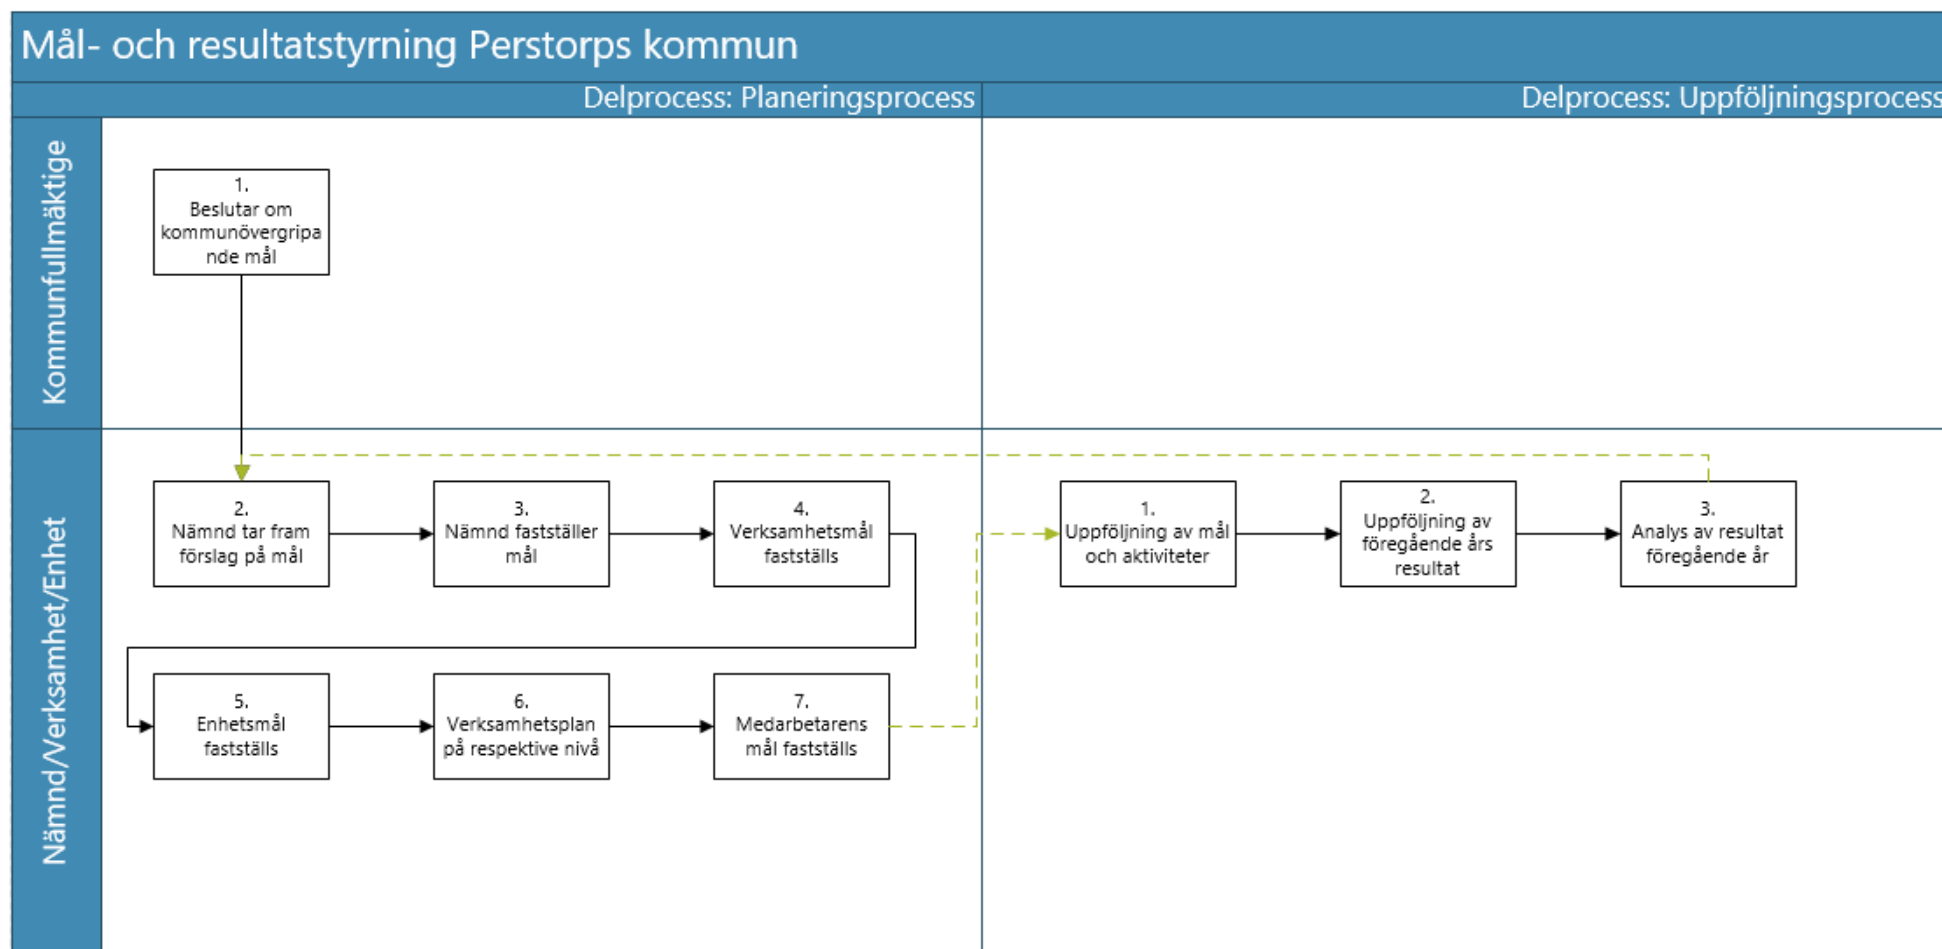 Mål- och resultatstyrning Perstorps kommun
Delprocess: Planeringsprocess
Delprocess: Uppföljningsprocess
Kommunfullmäktige
1.
Beslutar om
kommunövergripa
nde mål
Nämnd/Verksamhet/Enhet
2.
Nämnd tar fram
förslag på mål
3.
Nämnd fastställer
mål
4.
Verksamhetsmål
fastställs
5.
Enhetsmål
fastställs
6.
Verksamhetsplan
på respektive nivå
7.
Medarbetarens
mål fastställs
1.
Uppföljning av mål
och aktiviteter
2.
Uppföljning av
föregående års
resultat
3.
Analys av resultat
föregående år